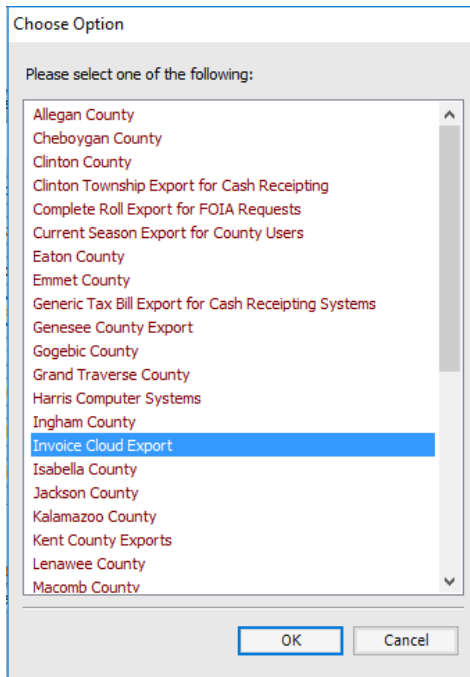 Choose Option
Please select one of the following:
Allegan County
Cheboygan County
Clinton County
Clinton Township Export for Cash Receipting
Complete Roll Export for FOIA Requests
Current Season Export for County Users
Eaton County
Emmet County
Generic Tax Bill Export for Cash Receipting Systems
Genesee County Export
Gogebic County
Grand Traverse County
Harris Computer Systems
Ingham County
Invoice Cloud Export
Isabella County
Jackson County
Kalamazoo County
Kent County Exports
Lenawee County
Macomb County
OK
Cancel